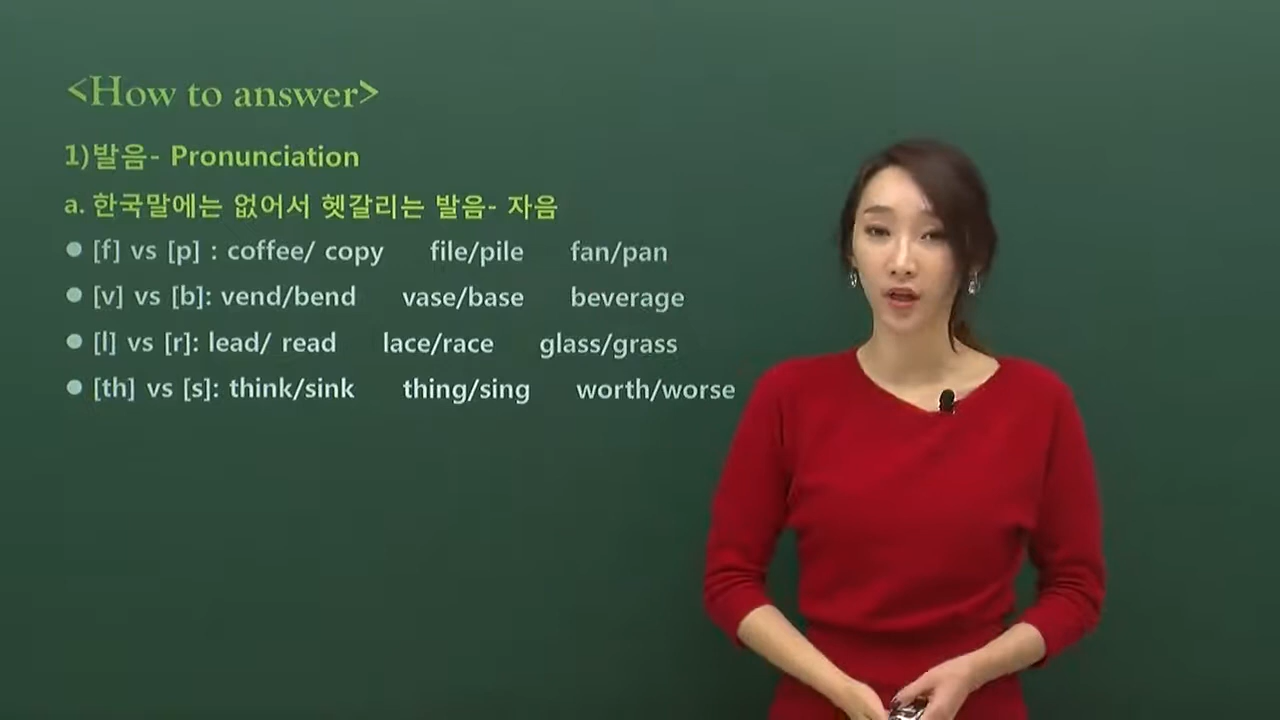 <How to answer>
1)발음- Pronunciation
a. 한국말에는 없어서 헷갈리는 발음- 자음
● [f] vs [p] : coffee/ copy file/pile fan/pan
● [v] vs [b]: vend/bend vase/base beverage
● [l] vs [r]: lead/ read lace/race glass/grass
● [th] vs [s]: think/sink thing/sing worth/worse